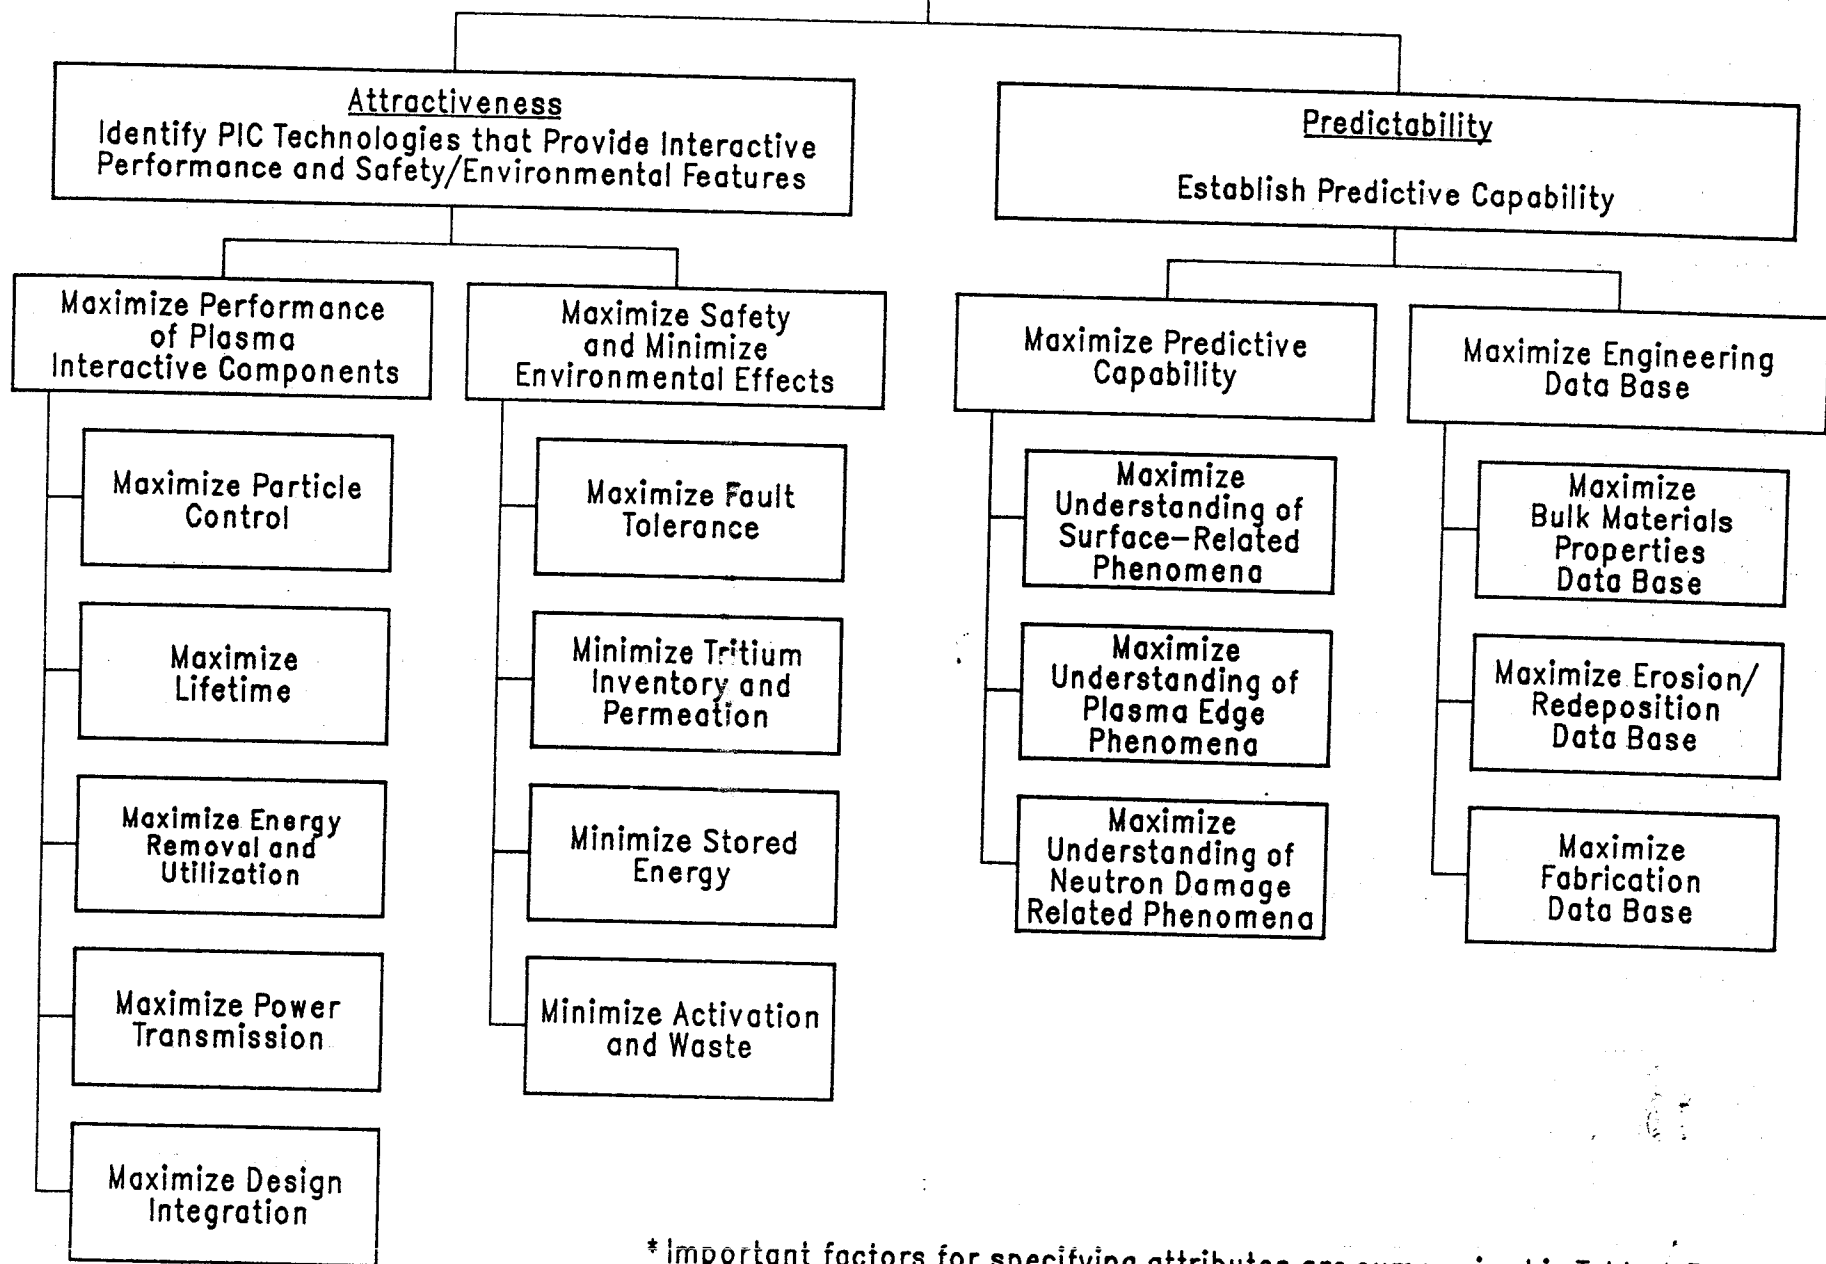 Attractiveness
Identify PIC Technologies that Provide Interactive
Performance and Safety/Environmental Features
Predictability
Establish Predictive Capability
Maximize Performance
of Plasma
Interactive Components
Maximize Particle
Control
Maximize
Lifetime
Maximize Energy
Removal and
Utilization
Maximize Power
Transmission
Maximize Design
Integration
Maximize Safety
and Minimize
Environmental Effects
Maximize Fault
Tolerance
Minimize Tritium
Inventory and
Permeation
Minimize Stored
Energy
Minimize Activation
and Waste
Maximize Predictive
Capability
Maximize
Understanding of
Surface-Related
Phenomena
Maximize
Understanding of
Plasma Edge
Phenomena
Maximize
Understanding of
Neutron Damage
Related Phenomena
Maximize Engineering
Data Base
Maximize
Bulk Materials
Properties
Data Base
Maximize Erosion/
Redeposition
Data Base
Maximize
Fabrication
Data Base
*Important factors for specifying attributes are